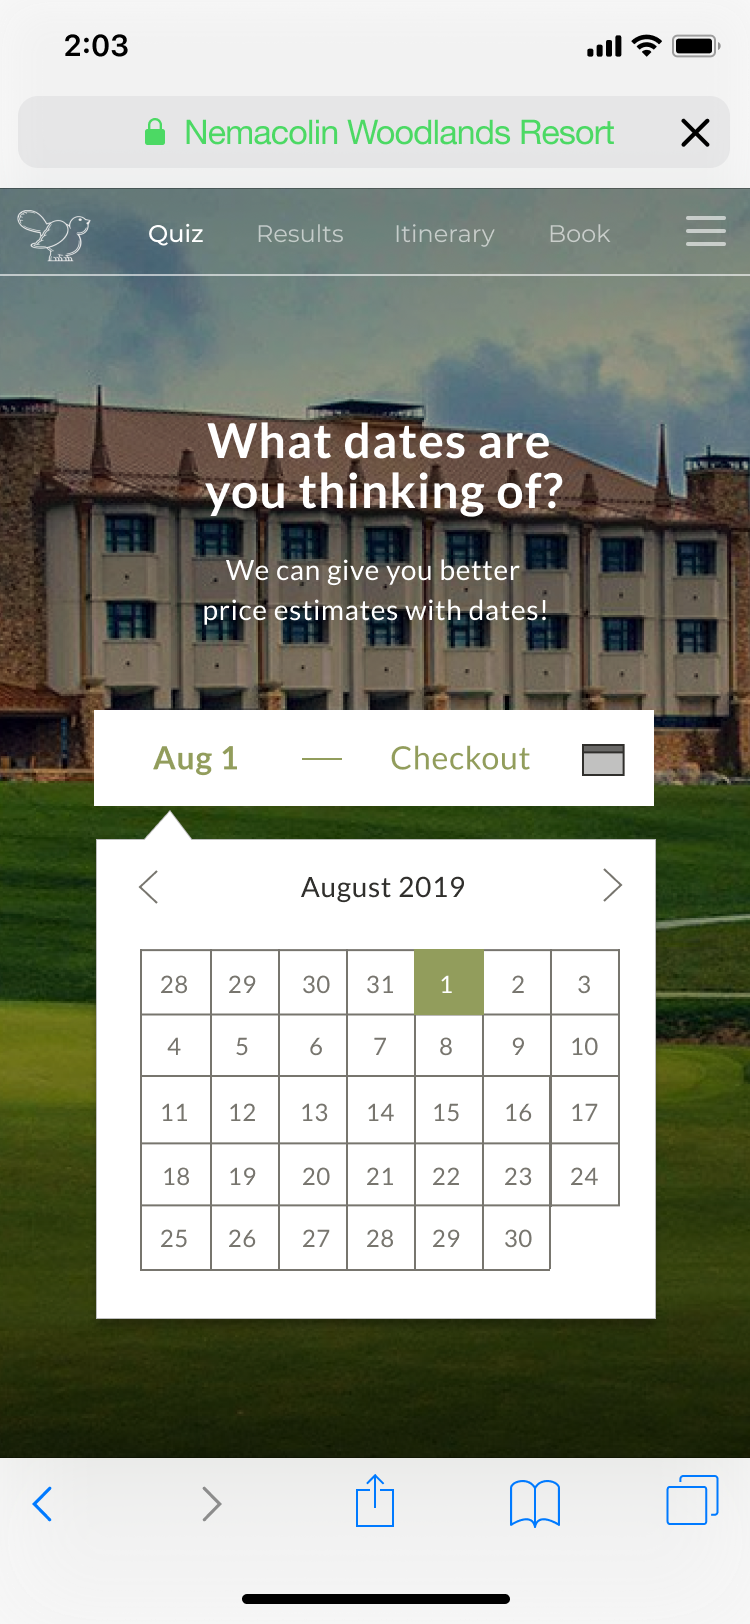 2:03
Nemacolin Woodlands Resort
Quiz Results Itinerary Book
What dates are
you thinking of?
We can give you better
price estimates with dates!
Aug 1 — Checkout
August 2019
28 29 30 31 1 2 3
4 5 6 7 8 9 10
11 12 13 14 15 16 17
18 19 20 21 22 23 24
25 26 27 28 29 30